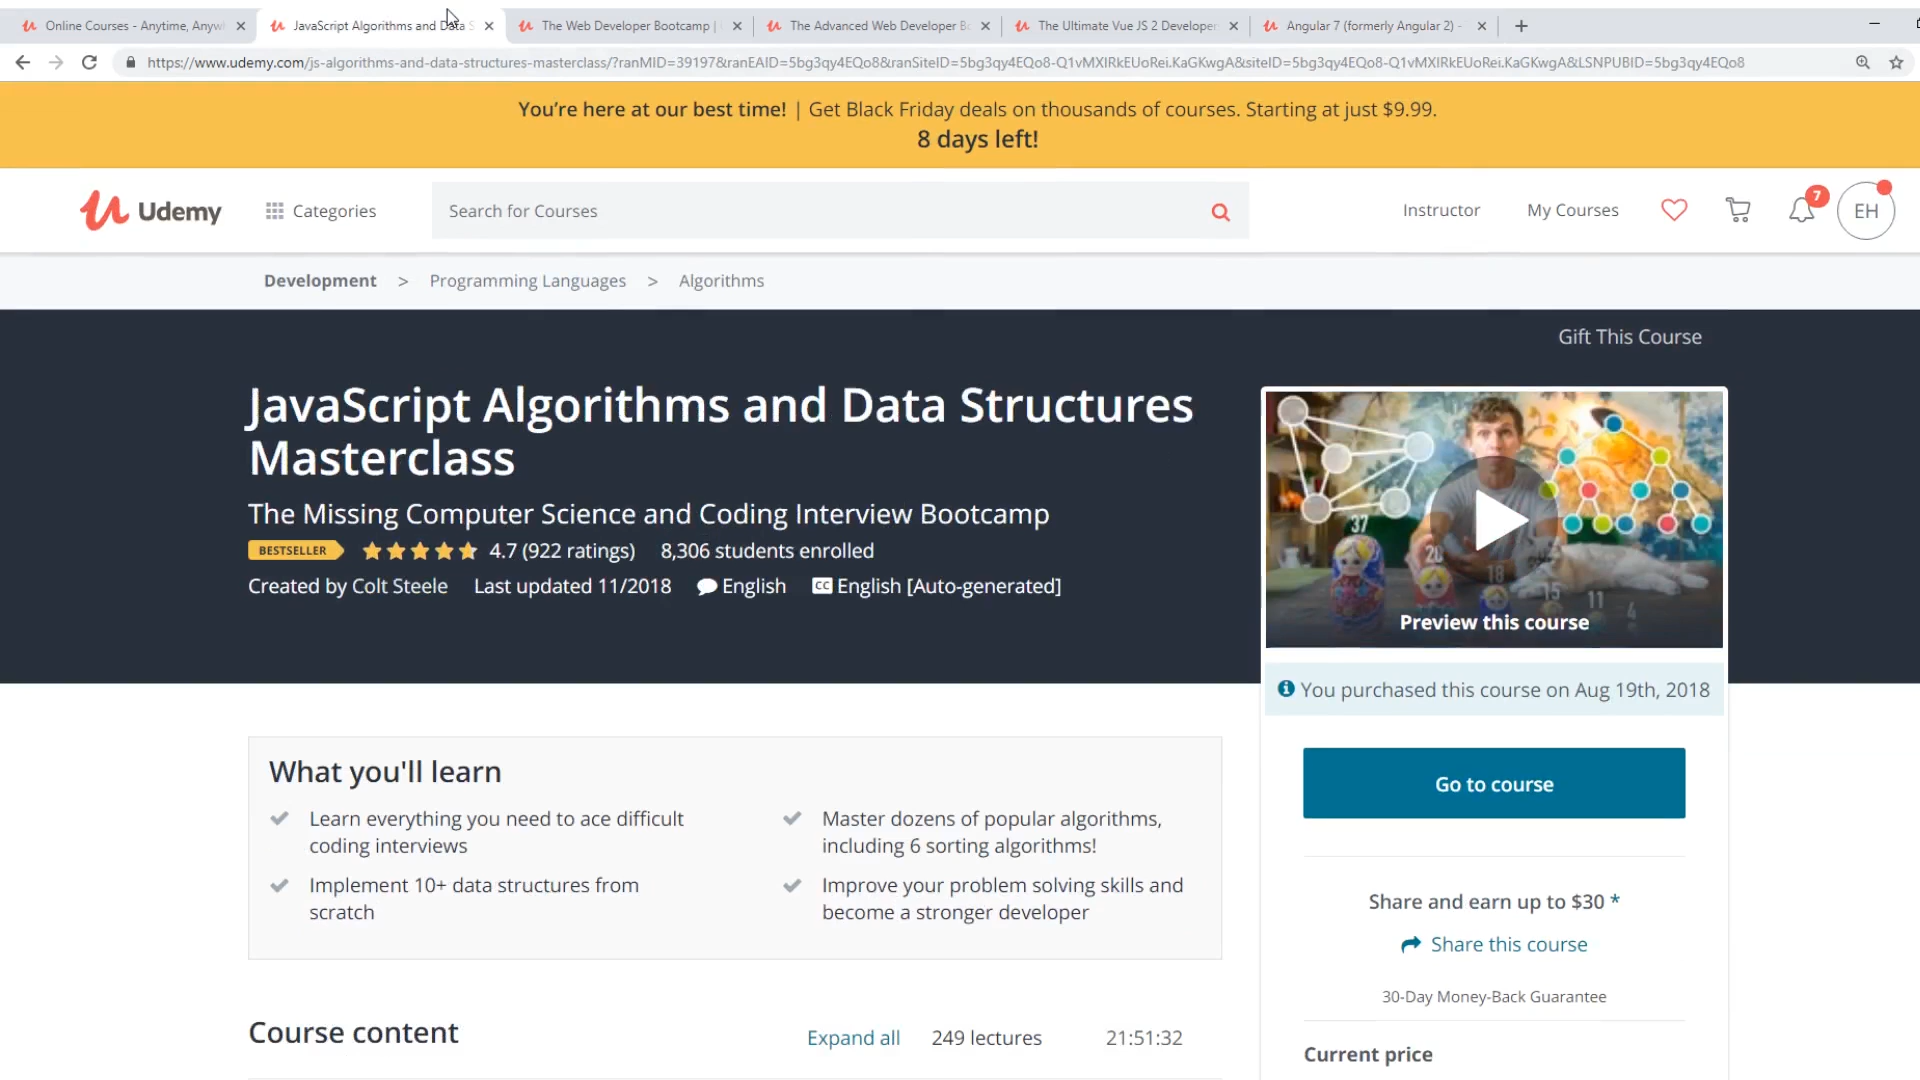 Online Courses - Anytime, Anyw
JavaScript Algorithms and Data S
The Web Developer Bootcamp |
The Advanced Web Developer Bo
The Ultimate Vue JS 2 Developer
Angular 7 (formerly Angular 2) -
https://www.udemy.com/js-algorithms-and-data-structures-masterclass/?ranMID=39197&ranEAID=5bg3qy4EQo8&ranSiteID=5bg3qy4EQo8-Q1vMXIRkEUoRei.KaGKwgA&siteID=5bg3qy4EQo8-Q1vMXIRkEUoRei.KaGKwgA&LSNPUBID=5bg3qy4EQo8
You're here at our best time! | Get Black Friday deals on thousands of courses. Starting at just $9.99.
8 days left!
Udemy
Categories
Search for Courses
Instructor
My Courses
7
EH
Development > Programming Languages > Algorithms
Gift This Course
JavaScript Algorithms and Data Structures
Masterclass
The Missing Computer Science and Coding Interview Bootcamp
BESTSELLER 4.7 (922 ratings) 8,306 students enrolled
Created by Colt Steele Last updated 11/2018 English CC English [Auto-generated]
37
18
15
11
4
Preview this course
You purchased this course on Aug 19th, 2018
Go to course
Share and earn up to $30 *
Share this course
30-Day Money-Back Guarantee
Current price
What you'll learn
Learn everything you need to ace difficult
coding interviews
Implement 10+ data structures from
scratch
Master dozens of popular algorithms,
including 6 sorting algorithms!
Improve your problem solving skills and
become a stronger developer
Course content
Expand all
249 lectures
21:51:32